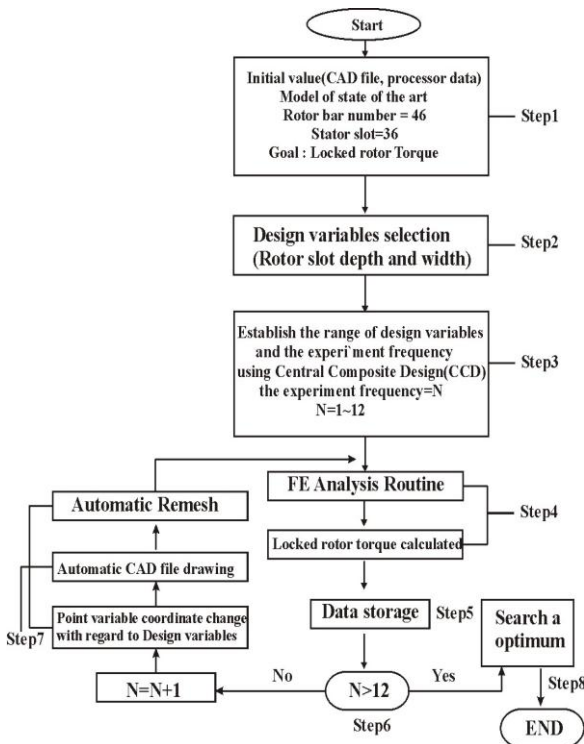 Start
Initial value(CAD file, processor data)
Model of state of the art
Rotor bar number = 46
Stator slot=36
Goal : Locked rotor Torque
Step1
Design variables selection
(Rotor slot depth and width)
Step2
Establish the range of design variables
and the experi`ment frequency
using Central Composite Design(CCD)
the experiment frequency=N
N=1~12
Step3
FE Analysis Routine
Locked rotor torque calculated
Step4
Data storage
Step5
N>12
Step6
No
Yes
N=N+1
Point variable coordinate change
with regard to Design variables
Automatic CAD file drawing
Automatic Remesh
Step7
Search a
optimum
Step8
END